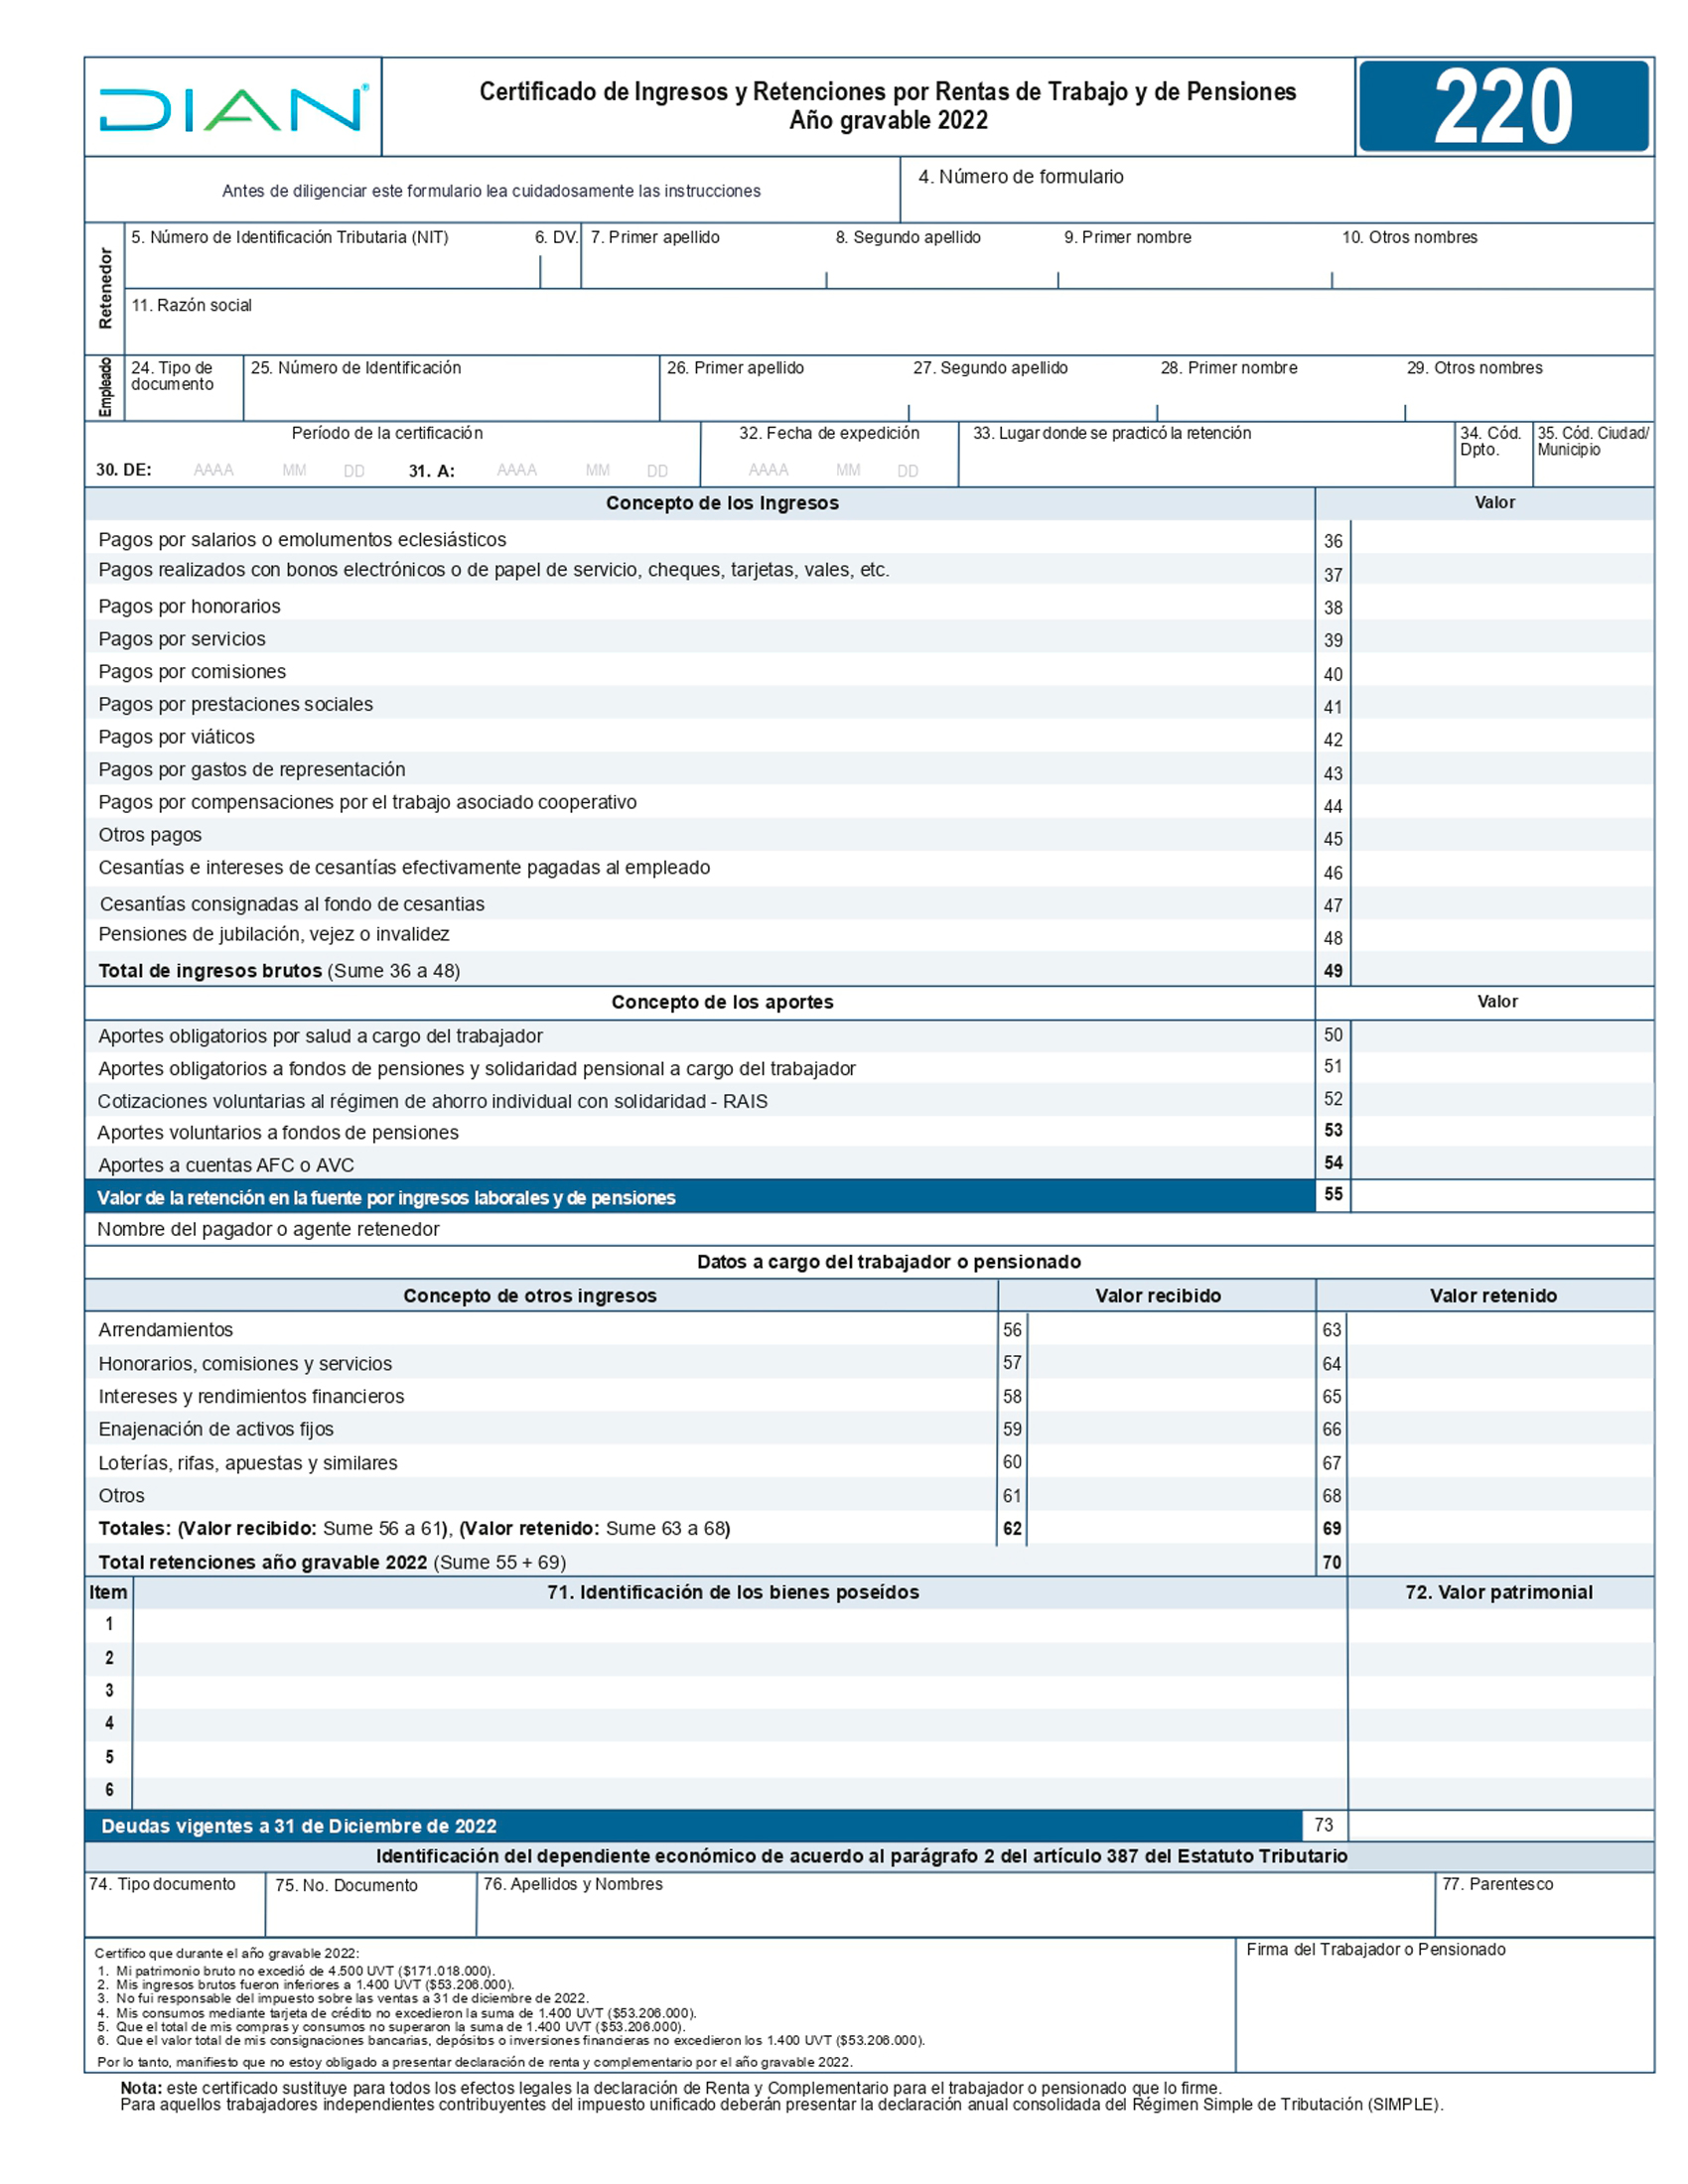 DIAN®
Certificado de Ingresos y Retenciones por Rentas de Trabajo y de Pensiones
Año gravable 2022
220
Antes de diligenciar este formulario lea cuidadosamente las instrucciones
4. Número de formulario
Retenedor
5. Número de Identificación Tributaria (NIT)
6. DV.
7. Primer apellido
8. Segundo apellido
9. Primer nombre
10. Otros nombres
11. Razón social
Empleado
24. Tipo de documento
25. Número de Identificación
26. Primer apellido
27. Segundo apellido
28. Primer nombre
29. Otros nombres
Período de la certificación
30. DE: AAAA MM DD 31. A: AAAA MM DD
32. Fecha de expedición
AAAA MM DD
33. Lugar donde se practicó la retención
34. Cód. Dpto.
35. Cód. Ciudad/ Municipio
Concepto de los Ingresos Valor
Pagos por salarios o emolumentos eclesiásticos 36
Pagos realizados con bonos electrónicos o de papel de servicio, cheques, tarjetas, vales, etc. 37
Pagos por honorarios 38
Pagos por servicios 39
Pagos por comisiones 40
Pagos por prestaciones sociales 41
Pagos por viáticos 42
Pagos por gastos de representación 43
Pagos por compensaciones por el trabajo asociado cooperativo 44
Otros pagos 45
Cesantías e intereses de cesantías efectivamente pagadas al empleado 46
Cesantías consignadas al fondo de cesantias 47
Pensiones de jubilación, vejez o invalidez 48
Total de ingresos brutos (Sume 36 a 48) 49
Concepto de los aportes Valor
Aportes obligatorios por salud a cargo del trabajador 50
Aportes obligatorios a fondos de pensiones y solidaridad pensional a cargo del trabajador 51
Cotizaciones voluntarias al régimen de ahorro individual con solidaridad - RAIS 52
Aportes voluntarios a fondos de pensiones 53
Aportes a cuentas AFC o AVC 54
Valor de la retención en la fuente por ingresos laborales y de pensiones 55
Nombre del pagador o agente retenedor
Datos a cargo del trabajador o pensionado
Concepto de otros ingresos Valor recibido Valor retenido
Arrendamientos 56 63
Honorarios, comisiones y servicios 57 64
Intereses y rendimientos financieros 58 65
Enajenación de activos fijos 59 66
Loterías, rifas, apuestas y similares 60 67
Otros 61 68
Totales: (Valor recibido: Sume 56 a 61), (Valor retenido: Sume 63 a 68) 62 69
Total retenciones año gravable 2022 (Sume 55 + 69) 70
Item 71. Identificación de los bienes poseídos 72. Valor patrimonial
1
2
3
4
5
6
Deudas vigentes a 31 de Diciembre de 2022 73
Identificación del dependiente económico de acuerdo al parágrafo 2 del artículo 387 del Estatuto Tributario
74. Tipo documento
75. No. Documento
76. Apellidos y Nombres
77. Parentesco
Certifico que durante el año gravable 2022:
1. Mi patrimonio bruto no excedió de 4.500 UVT ($171.018.000).
2. Mis ingresos brutos fueron inferiores a 1.400 UVT ($53.206.000).
3. No fui responsable del impuesto sobre las ventas a 31 de diciembre de 2022.
4. Mis consumos mediante tarjeta de crédito no excedieron la suma de 1.400 UVT ($53.206.000).
5. Que el total de mis compras y consumos no superaron la suma de 1.400 UVT ($53.206.000).
6. Que el valor total de mis consignaciones bancarias, depósitos o inversiones financieras no excedieron los 1.400 UVT ($53.206.000).
Por lo tanto, manifiesto que no estoy obligado a presentar declaración de renta y complementario por el año gravable 2022.
Firma del Trabajador o Pensionado
Nota: este certificado sustituye para todos los efectos legales la declaración de Renta y Complementario para el trabajador o pensionado que lo firme.
Para aquellos trabajadores independientes contribuyentes del impuesto unificado deberán presentar la declaración anual consolidada del Régimen Simple de Tributación (SIMPLE).